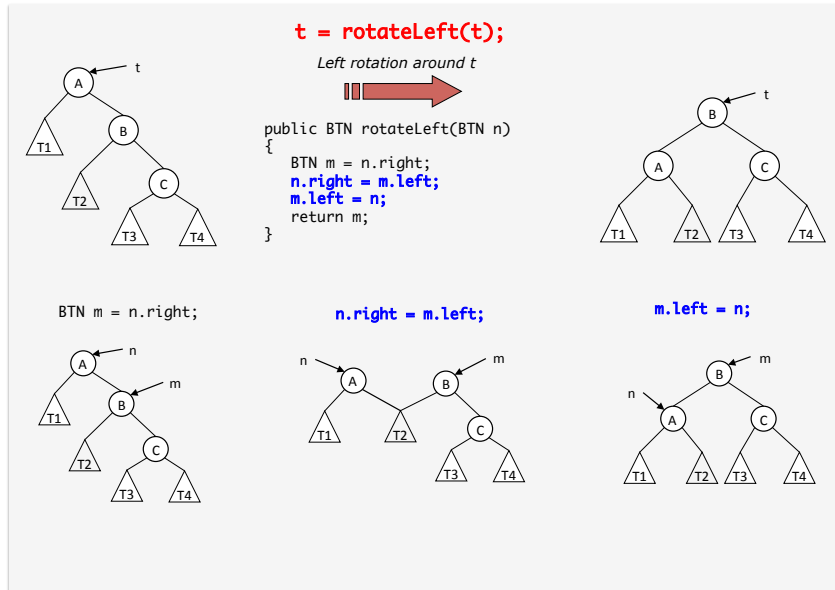 t = rotateLeft(t);
Left rotation around t
t
A
B
T1
C
T2
T3 T4
public BTN rotateLeft(BTN n)
{
BTN m = n.right;
n.right = m.left;
m.left = n;
return m;
}
t
B
A C
T1 T2 T3 T4
BTN m = n.right;
n
A
m
B
T1
C
T2
T3 T4
n.right = m.left;
n
m
A B
C
T1 T2
T3 T4
m.left = n;
m
B
n
A C
T1 T2 T3 T4